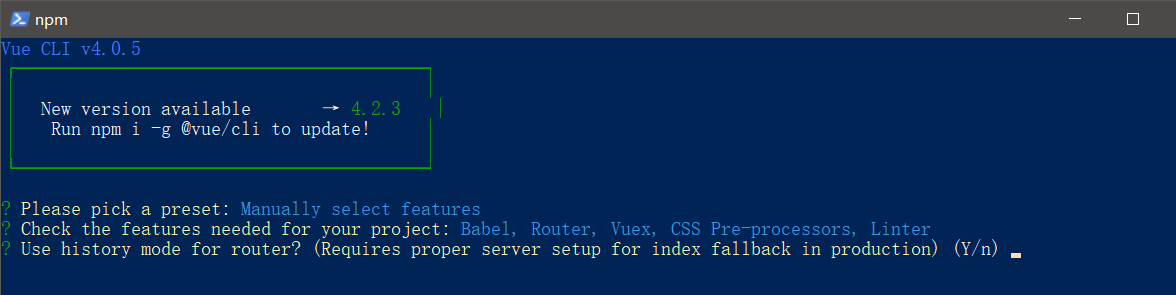 npm
Vue CLI v4.0.5
New version available → 4.2.3
Run npm i -g @vue/cli to update!
? Please pick a preset: Manually select features
? Check the features needed for your project: Babel, Router, Vuex, CSS Pre-processors, Linter
? Use history mode for router? (Requires proper server setup for index fallback in production) (Y/n)